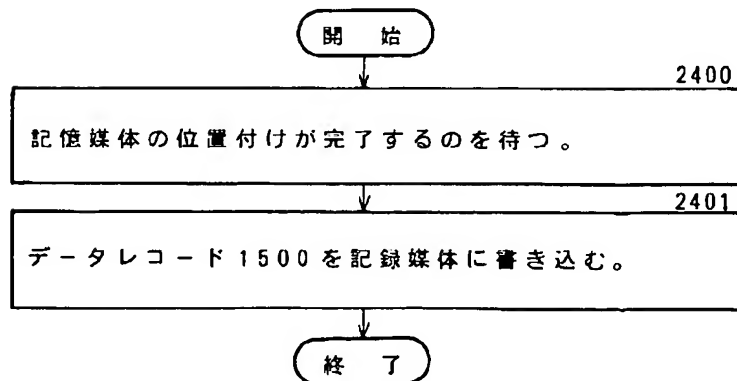 開始
2400
記憶媒体の位置付けが完了するのを待つ。
2401
データレコード1500を記録媒体に書き込む。
終了